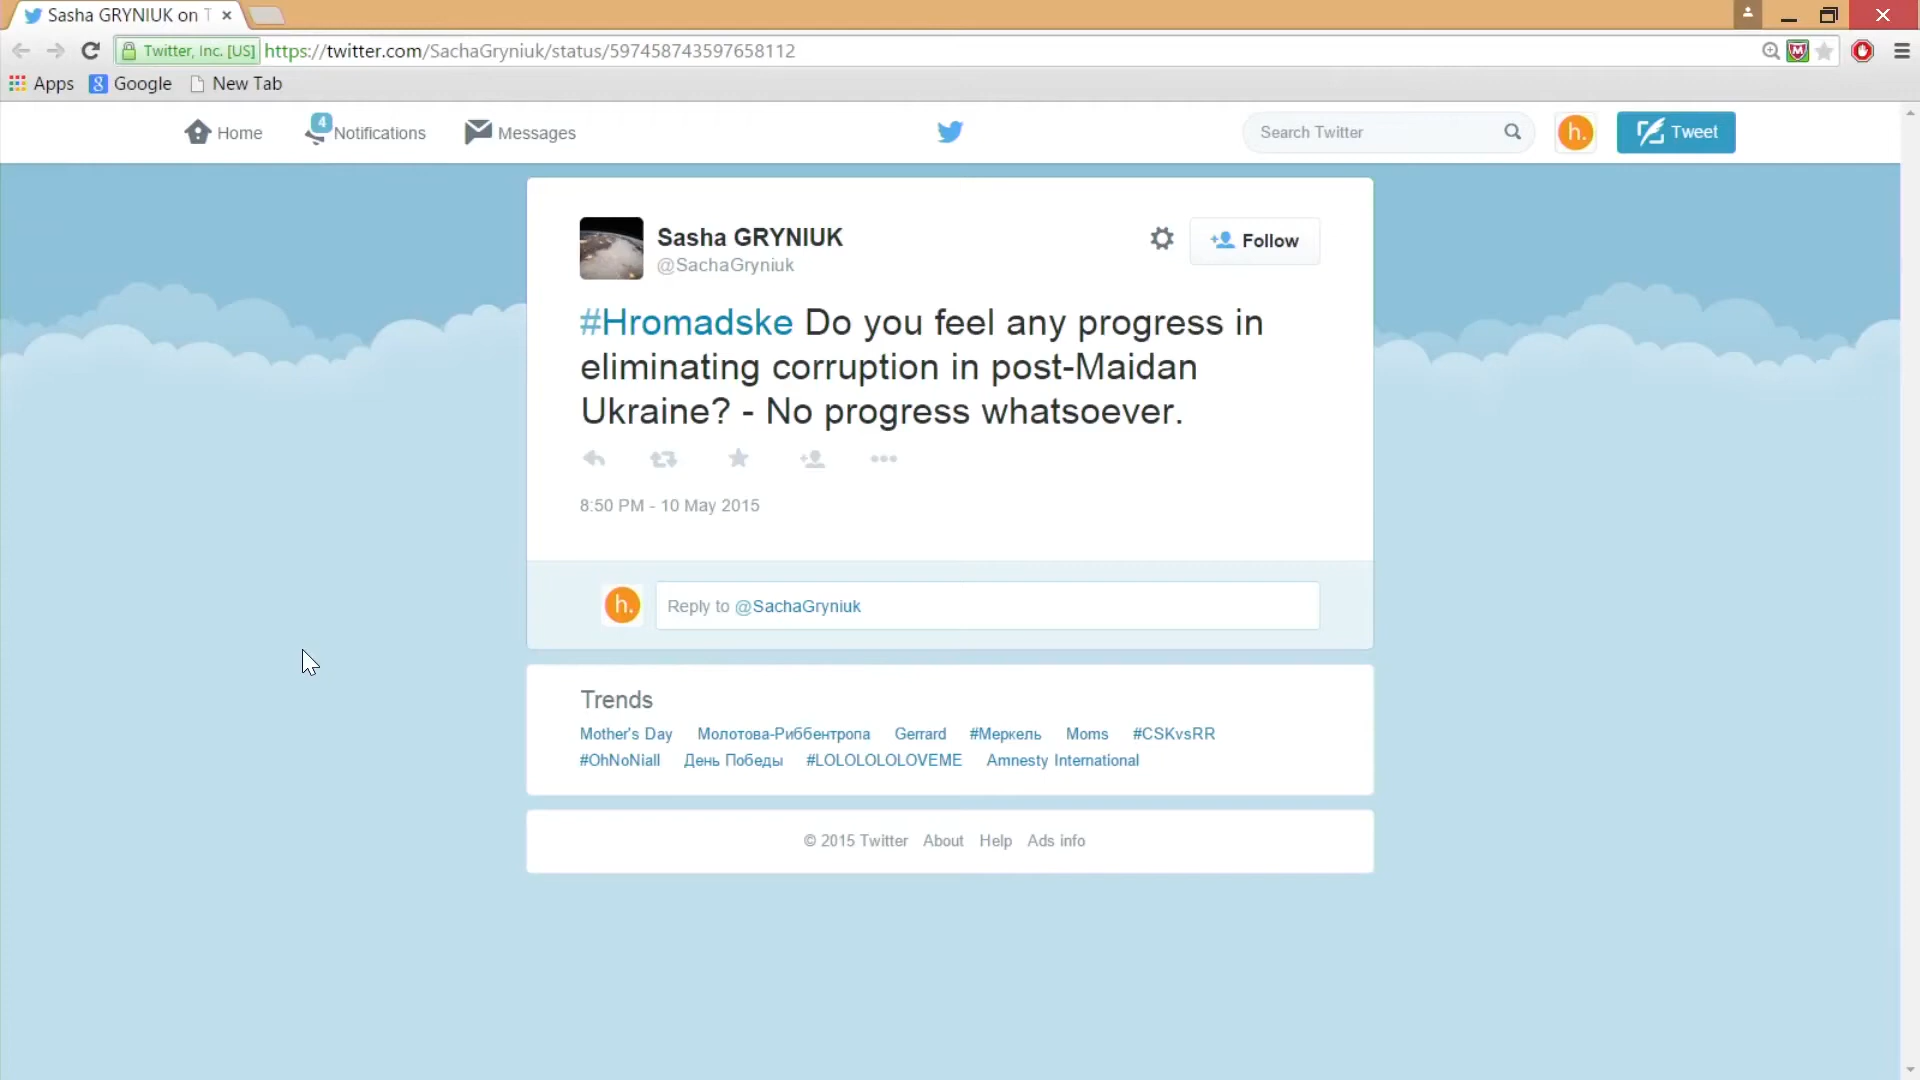 Sasha GRYNIUK on T
Twitter, Inc. [US] https://twitter.com/SachaGryniuk/status/597458743597658112
Apps Google New Tab
Home 4 Notifications Messages Search Twitter h. Tweet
Sasha GRYNIUK
@SachaGryniuk
Follow
#Hromadske Do you feel any progress in
eliminating corruption in post-Maidan
Ukraine? - No progress whatsoever.
8:50 PM - 10 May 2015
h. Reply to @SachaGryniuk
Trends
Mother's Day Молотова-Риббентропа Gerrard #Меркель Moms #CSKvsRR
#OhNoNiall День Победы #LOLOLOLOLOVEME Amnesty International
© 2015 Twitter About Help Ads info